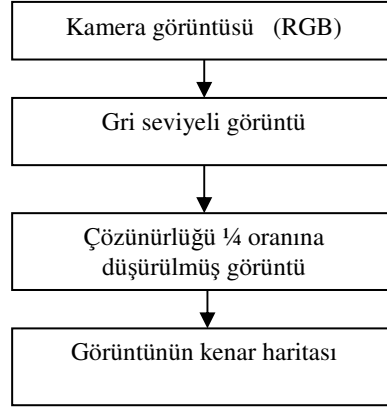 Kamera görüntüsü (RGB)
Gri seviyeli görüntü
Çözünürlüğü ¼ oranına
düşürülmüş görüntü
Görüntünün kenar haritası